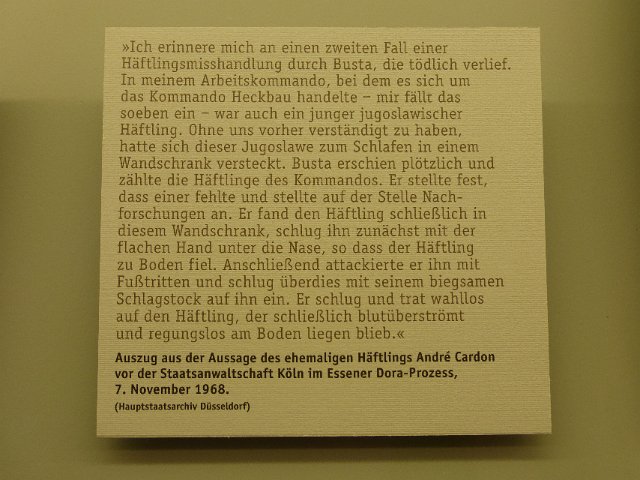 »Ich erinnere mich an einen zweiten Fall einer
Häftlingsmisshandlung durch Busta, die tödlich verlief.
In meinem Arbeitskommando, bei dem es sich um
das Kommando Heckbau handelte – mir fällt das
soeben ein – war auch ein junger jugoslawischer
Häftling. Ohne uns vorher verständigt zu haben,
hatte sich dieser Jugoslawe zum Schlafen in einem
Wandschrank versteckt. Busta erschien plötzlich und
zählte die Häftlinge des Kommandos. Er stellte fest,
dass einer fehlte und stellte auf der Stelle Nach-
forschungen an. Er fand den Häftling schließlich in
diesem Wandschrank, schlug ihn zunächst mit der
flachen Hand unter die Nase, so dass der Häftling
zu Boden fiel. Anschließend attackierte er ihn mit
Fußtritten und schlug überdies mit seinem biegsamen
Schlagstock auf ihn ein. Er schlug und trat wahllos
auf den Häftling, der schließlich blutüberströmt
und regungslos am Boden liegen blieb.«
Auszug aus der Aussage des ehemaligen Häftlings André Cardon
vor der Staatsanwaltschaft Köln im Essener Dora-Prozess,
7. November 1968.
(Hauptstaatsarchiv Düsseldorf)